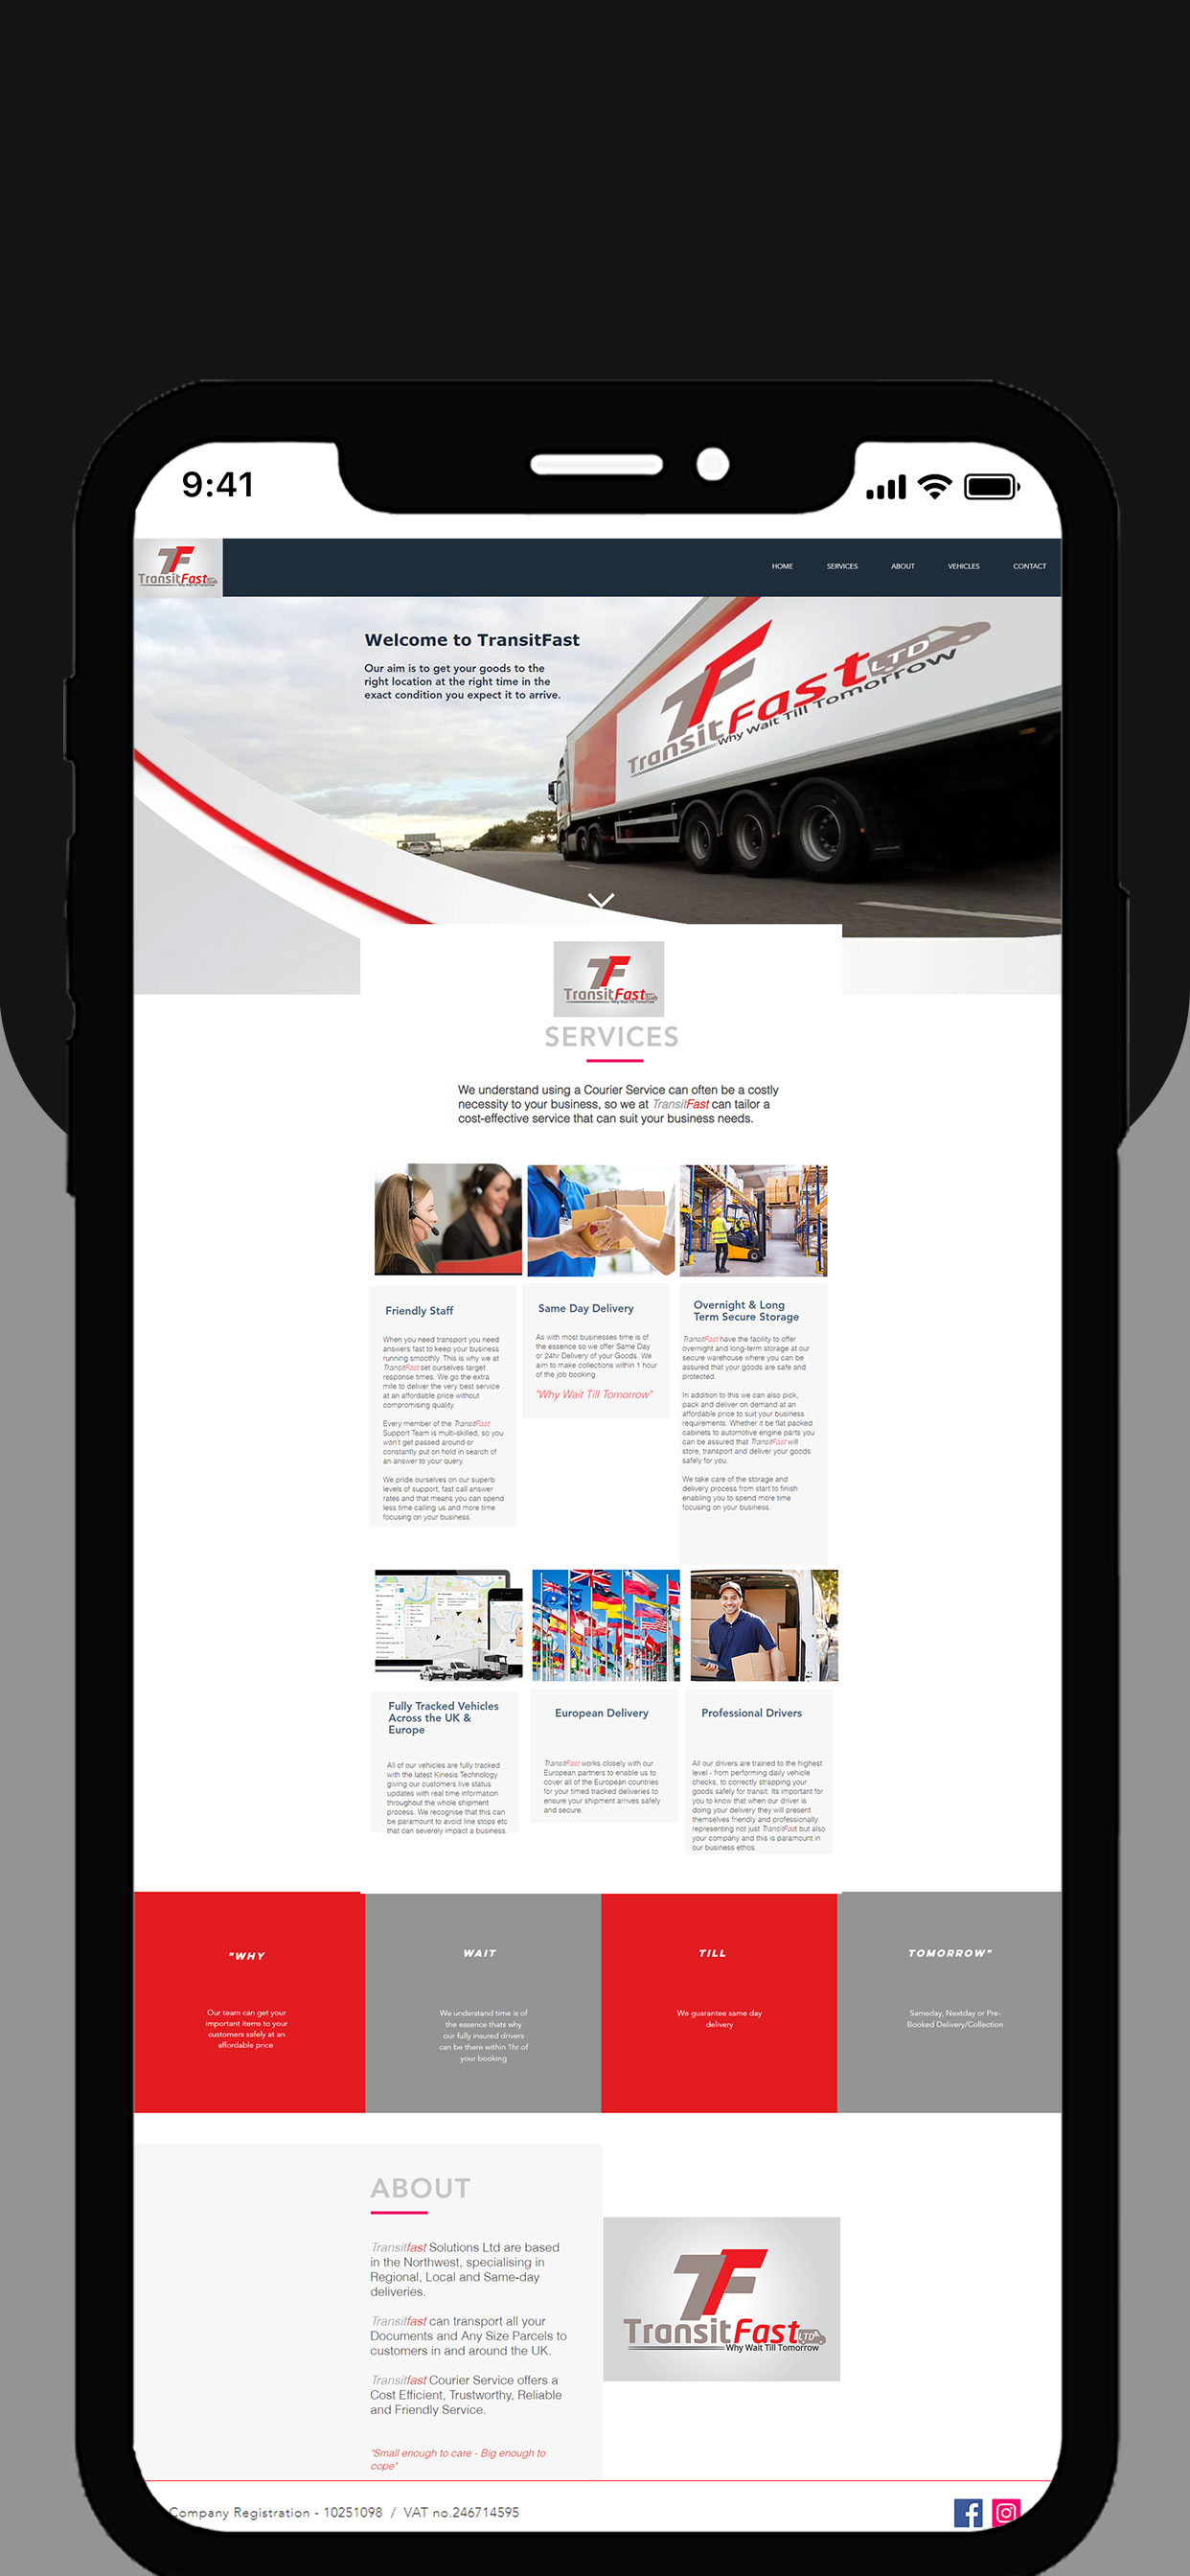 9:41
TransitFast
Why Wait Till Tomorrow
HOME SERVICES ABOUT VEHICLES CONTACT
Welcome to TransitFast
Our aim is to get your goods to the
right location at the right time in the
exact condition you expect it to arrive.
TransitFast LTD
Why Wait Till Tomorrow
TransitFast
Why Wait Till Tomorrow
SERVICES
We understand using a Courier Service can often be a costly
necessity to your business, so we at TransitFast can tailor a
cost-effective service that can suit your business needs.
Friendly Staff
When you need transport you need
answers fast to keep your business
running smoothly. This is why we at
TransitFast set ourselves target
response times. We go the extra
mile to deliver the very best service
at an affordable price without
compromising quality.
Every member of the TransitFast
Support Team is multi-skilled, so you
won't get passed around or
constantly put on hold in search of
an answer to your query.
We pride ourselves on our superb
levels of support, fast call answer
rates and that means you can spend
less time calling us and more time
focusing on your business.
Same Day Delivery
As with most businesses time is of
the essence so we offer Same Day
or 24hr Delivery of your Goods. We
aim to make collections within 1 hour
of the job booking.
"Why Wait Till Tomorrow"
Overnight & Long
Term Secure Storage
TransitFast have the facility to offer
overnight and long-term storage at our
secure warehouse where you can be
assured that your goods are safe and
protected.
In addition to this we can also pick,
pack and deliver on demand at an
affordable price to suit your business
requirements. Whether it be flat packed
cabinets to automotive engine parts you
can be assured that TransitFast will
store, transport and deliver your goods
safely for you.
We take care of the storage and
delivery process from start to finish
enabling you to spend more time
focusing on your business.
Fully Tracked Vehicles
Across the UK &
Europe
All of our vehicles are fully tracked
with the latest Kinesis Technology
giving our customers live status
updates with real time information
throughout the whole shipment
process. We recognise that this can
be paramount to avoid line stops etc
that can severely impact a business.
European Delivery
TransitFast works closely with our
European partners to enable us to
cover all of the European countries
for your timed tracked deliveries to
ensure your shipment arrives safely
and secure.
Professional Drivers
All our drivers are trained to the highest
level - from performing daily vehicle
checks, to correctly strapping your
goods safely for transit. Its important for
you to know that when our driver is
doing your delivery they will present
themselves friendly and professionally
representing not just TransitFast but also
your company and this is paramount in
our business ethos.
"WHY
Our team can get your
important items to your
customers safely at an
affordable price
WAIT
We understand time is of
the essence thats why
our fully insured drivers
can be there within 1hr of
your booking
TILL
We guarantee same day
delivery
TOMORROW"
Sameday, Nextday or Pre-
Booked Delivery/Collection
ABOUT
Transitfast Solutions Ltd are based
in the Northwest, specialising in
Regional, Local and Same-day
deliveries.
Transitfast can transport all your
Documents and Any Size Parcels to
customers in and around the UK.
Transitfast Courier Service offers a
Cost Efficient, Trustworthy, Reliable
and Friendly Service.
"Small enough to care - Big enough to
cope"
TransitFast LTD
Why Wait Till Tomorrow
Company Registration - 10251098 / VAT no.246714595